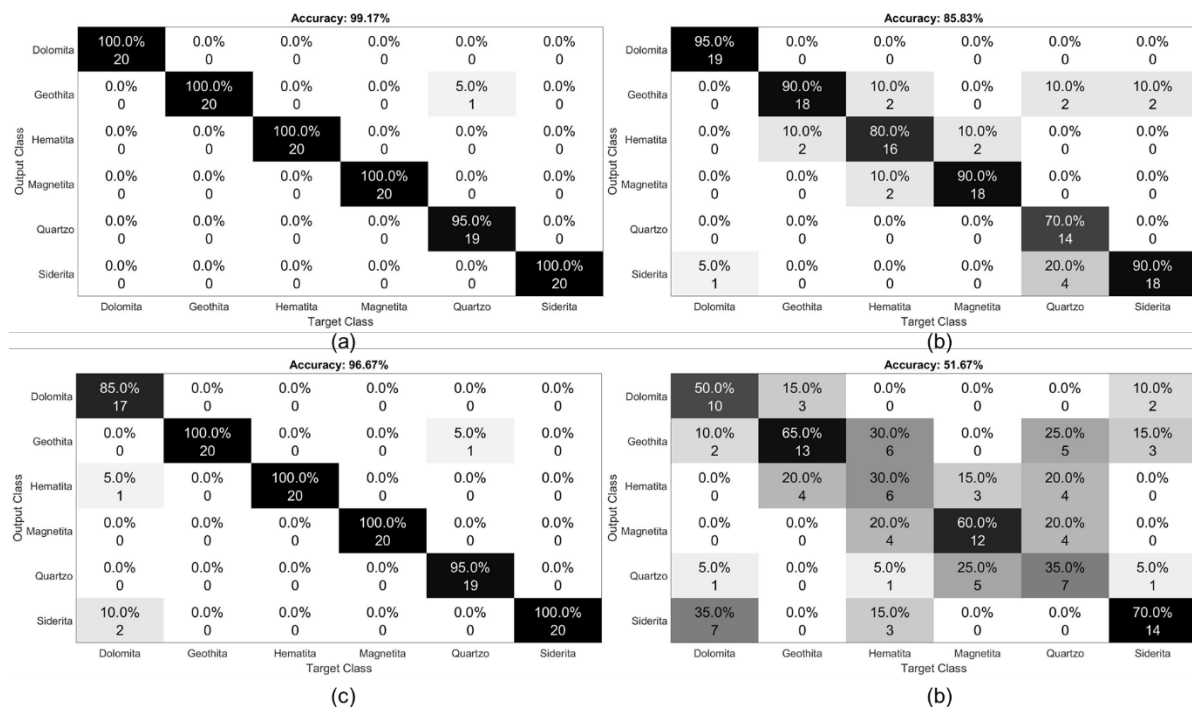 Accuracy: 99.17%
Output Class
Dolomita 100.0% 0.0% 0.0% 0.0% 0.0% 0.0%
20 0 0 0 0 0
Geothita 0.0% 100.0% 0.0% 0.0% 5.0% 0.0%
0 20 0 0 1 0
Hematita 0.0% 0.0% 100.0% 0.0% 0.0% 0.0%
0 0 20 0 0 0
Magnetita 0.0% 0.0% 0.0% 100.0% 0.0% 0.0%
0 0 0 20 0 0
Quartzo 0.0% 0.0% 0.0% 0.0% 95.0% 0.0%
0 0 0 0 19 0
Siderita 0.0% 0.0% 0.0% 0.0% 0.0% 100.0%
0 0 0 0 0 20
Dolomita Geothita Hematita Magnetita Quartzo Siderita
Target Class
(a)
Accuracy: 85.83%
Output Class
Dolomita 95.0% 0.0% 0.0% 0.0% 0.0% 0.0%
19 0 0 0 0 0
Geothita 0.0% 90.0% 10.0% 0.0% 10.0% 10.0%
0 18 2 0 2 2
Hematita 0.0% 10.0% 80.0% 10.0% 0.0% 0.0%
0 2 16 2 0 0
Magnetita 0.0% 0.0% 10.0% 90.0% 0.0% 0.0%
0 0 2 18 0 0
Quartzo 0.0% 0.0% 0.0% 0.0% 70.0% 0.0%
0 0 0 0 14 0
Siderita 5.0% 0.0% 0.0% 0.0% 20.0% 90.0%
1 0 0 0 4 18
Dolomita Geothita Hematita Magnetita Quartzo Siderita
Target Class
(b)
Accuracy: 96.67%
Output Class
Dolomita 85.0% 0.0% 0.0% 0.0% 0.0% 0.0%
17 0 0 0 0 0
Geothita 0.0% 100.0% 0.0% 0.0% 5.0% 0.0%
0 20 0 0 1 0
Hematita 5.0% 0.0% 100.0% 0.0% 0.0% 0.0%
1 0 20 0 0 0
Magnetita 0.0% 0.0% 0.0% 100.0% 0.0% 0.0%
0 0 0 20 0 0
Quartzo 0.0% 0.0% 0.0% 0.0% 95.0% 0.0%
0 0 0 0 19 0
Siderita 10.0% 0.0% 0.0% 0.0% 0.0% 100.0%
2 0 0 0 0 20
Dolomita Geothita Hematita Magnetita Quartzo Siderita
Target Class
(c)
Accuracy: 51.67%
Output Class
Dolomita 50.0% 15.0% 0.0% 0.0% 0.0% 10.0%
10 3 0 0 0 2
Geothita 10.0% 65.0% 30.0% 0.0% 25.0% 15.0%
2 13 6 0 5 3
Hematita 0.0% 20.0% 30.0% 15.0% 20.0% 0.0%
0 4 6 3 4 0
Magnetita 0.0% 0.0% 20.0% 60.0% 20.0% 0.0%
0 0 4 12 4 0
Quartzo 5.0% 0.0% 5.0% 25.0% 35.0% 5.0%
1 0 1 5 7 1
Siderita 35.0% 0.0% 15.0% 0.0% 0.0% 70.0%
7 0 3 0 0 14
Dolomita Geothita Hematita Magnetita Quartzo Siderita
Target Class
(b)